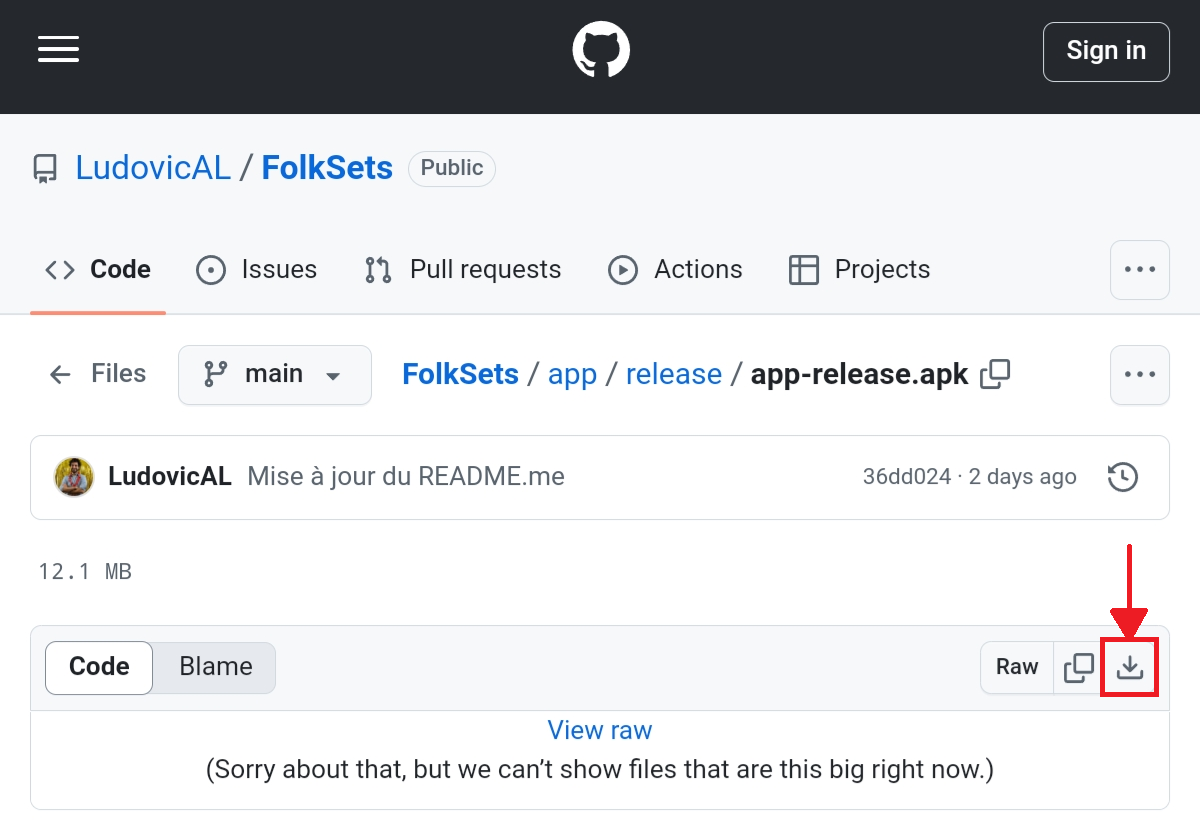 Sign in
LudovicAL / FolkSets Public
Code Issues Pull requests Actions Projects
Files main FolkSets / app / release / app-release.apk
LudovicAL Mise à jour du README.me 36dd024 · 2 days ago
12.1 MB
Code Blame Raw
View raw
(Sorry about that, but we can’t show files that are this big right now.)